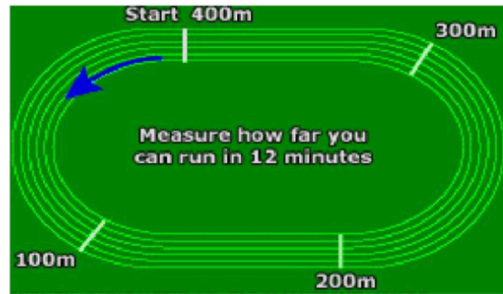 Start 400m
300m
Measure how far you
can run in 12 minutes
100m
200m